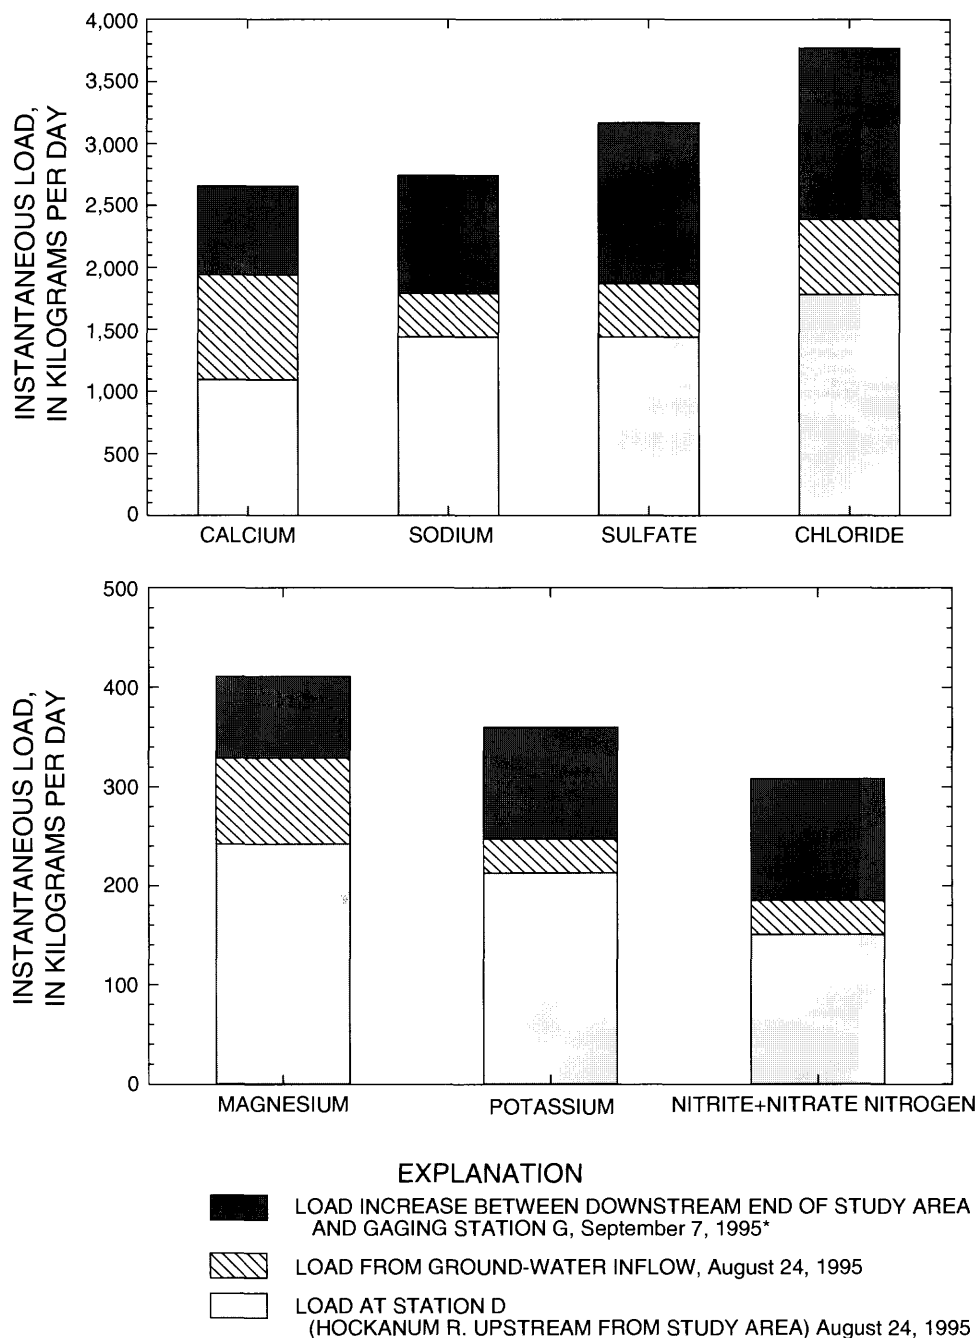 INSTANTANEOUS LOAD,
IN KILOGRAMS PER DAY
4,000
3,500
3,000
2,500
2,000
1,500
1,000
500
0
CALCIUM SODIUM SULFATE CHLORIDE
INSTANTANEOUS LOAD,
IN KILOGRAMS PER DAY
500
400
300
200
100
0
MAGNESIUM POTASSIUM NITRITE+NITRATE NITROGEN
EXPLANATION
LOAD INCREASE BETWEEN DOWNSTREAM END OF STUDY AREA
AND GAGING STATION G, September 7, 1995*
LOAD FROM GROUND-WATER INFLOW, August 24, 1995
LOAD AT STATION D
(HOCKANUM R. UPSTREAM FROM STUDY AREA) August 24, 1995